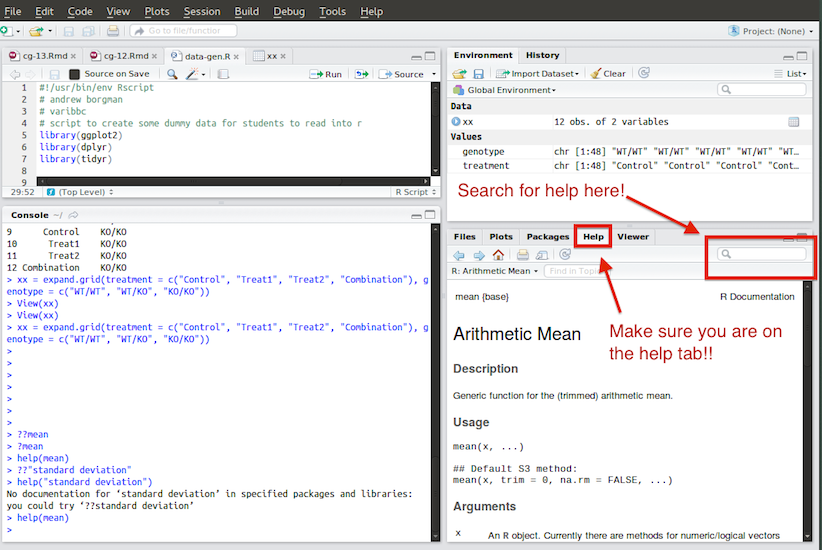 File Edit Code View Plots Session Build Debug Tools Help
Go to file/function
Project: (None)
cg-13.Rmd cg-12.Rmd data-gen.R xx
Source on Save Run Source
1 #!/usr/bin/env Rscript
2 # andrew borgman
3 # varibbc
4 # script to create some dummy data for students to read into r
5 library(ggplot2)
6 library(dplyr)
7 library(tidyr)
8
9
29:52 (Top Level) R Script
Console ~/
9 Control KO/KO
10 Treat1 KO/KO
11 Treat2 KO/KO
12 Combination KO/KO
> xx = expand.grid(treatment = c("Control", "Treat1", "Treat2", "Combination"), g
enotype = c("WT/WT", "WT/KO", "KO/KO"))
> View(xx)
> View(xx)
> xx = expand.grid(treatment = c("Control", "Treat1", "Treat2", "Combination"), g
enotype = c("WT/WT", "WT/KO", "KO/KO"))
>
>
>
>
>
>
> ??mean
> ?mean
> help(mean)
> ??"standard deviation"
> help("standard deviation")
No documentation for ‘standard deviation’ in specified packages and libraries:
you could try ‘??standard deviation’
> help(mean)
>
Environment History
Import Dataset Clear List
Global Environment
Data
xx 12 obs. of 2 variables
Values
genotype chr [1:48] "WT/WT" "WT/WT" "WT/WT" "WT/WT" "WT…
treatment chr [1:48] "Control" "Control" "Control" "Cont…
Search for help here!
Files Plots Packages Help Viewer
R: Arithmetic Mean Find in Topic
mean {base} R Documentation
Arithmetic Mean
Make sure you are on
the help tab!!
Description
Generic function for the (trimmed) arithmetic mean.
Usage
mean(x, ...)
## Default S3 method:
mean(x, trim = 0, na.rm = FALSE, ...)
Arguments
x An R object. Currently there are methods for numeric/logical vectors